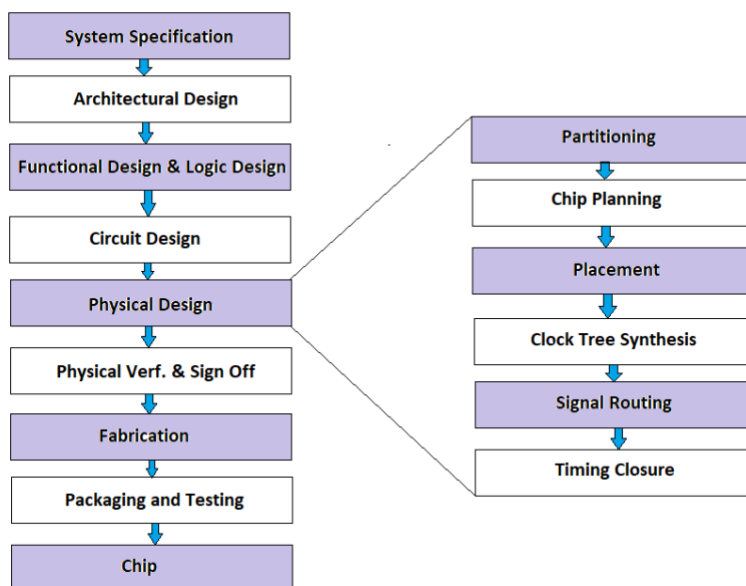 System Specification
Architectural Design
Functional Design & Logic Design
Circuit Design
Physical Design
Physical Verf. & Sign Off
Fabrication
Packaging and Testing
Chip
Partitioning
Chip Planning
Placement
Clock Tree Synthesis
Signal Routing
Timing Closure